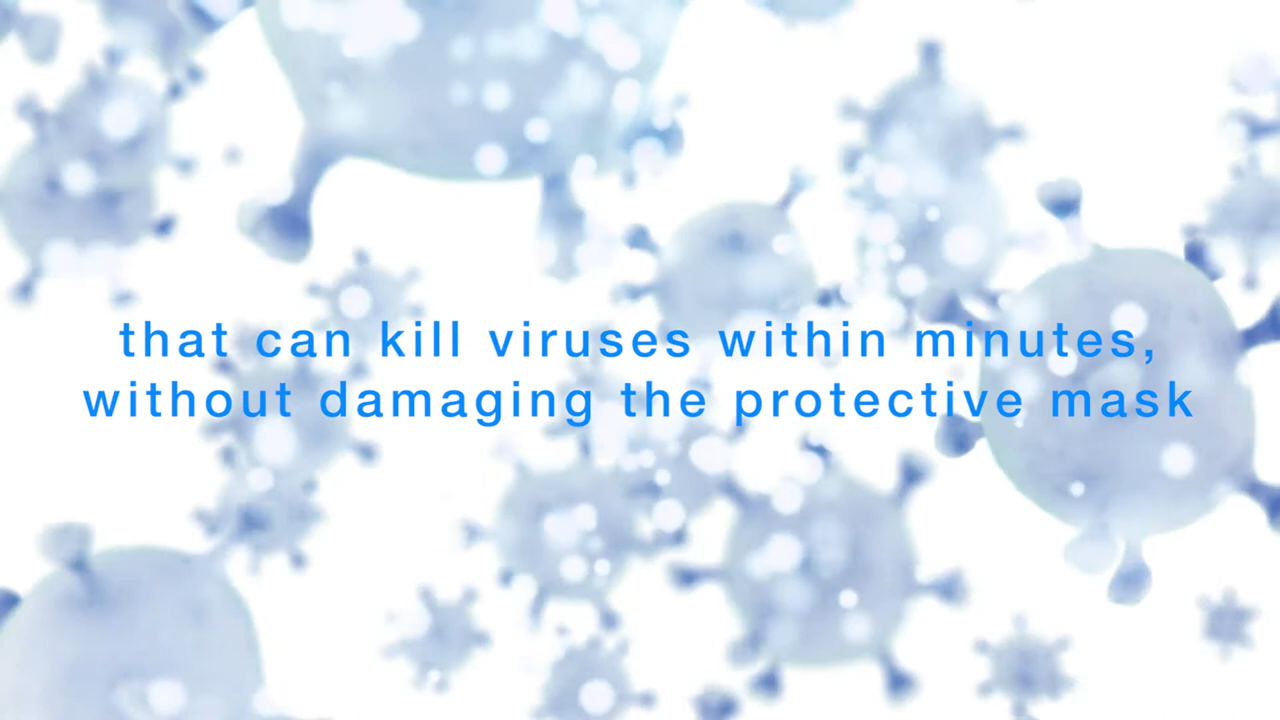 that can kill viruses within minutes,
without damaging the protective mask